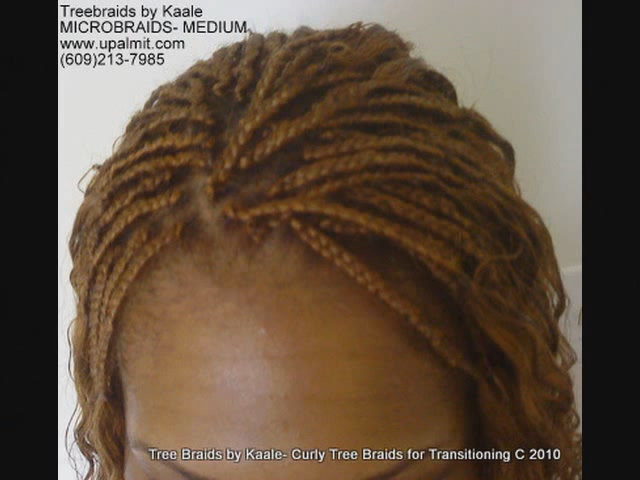 Treebraids by Kaale
MICROBRAIDS- MEDIUM
www.upalmit.com
(609)213-7985
Tree Braids by Kaale- Curly Tree Braids for Transitioning C 2010